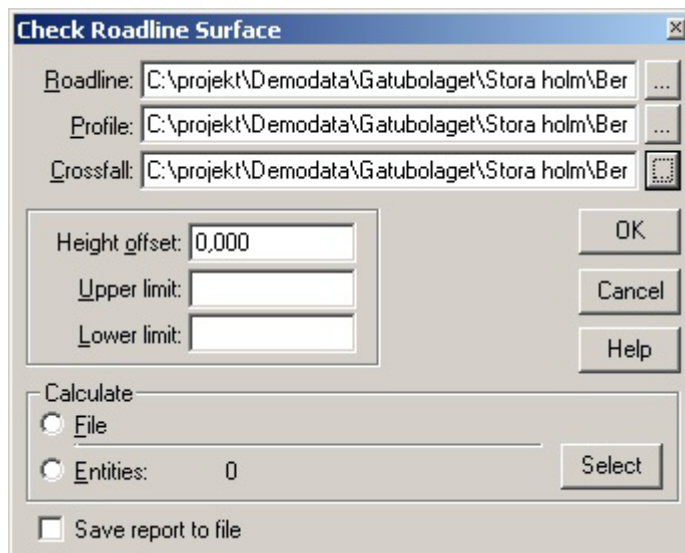 Check Roadline Surface
Roadline: C:\projekt\Demodata\Gatubolaget\Stora holm\Ber ...
Profile: C:\projekt\Demodata\Gatubolaget\Stora holm\Ber ...
Crossfall: C:\projekt\Demodata\Gatubolaget\Stora holm\Ber ...
Height offset: 0,000
Upper limit:
Lower limit:
OK
Cancel
Help
Calculate
File
Entities: 0
Select
Save report to file